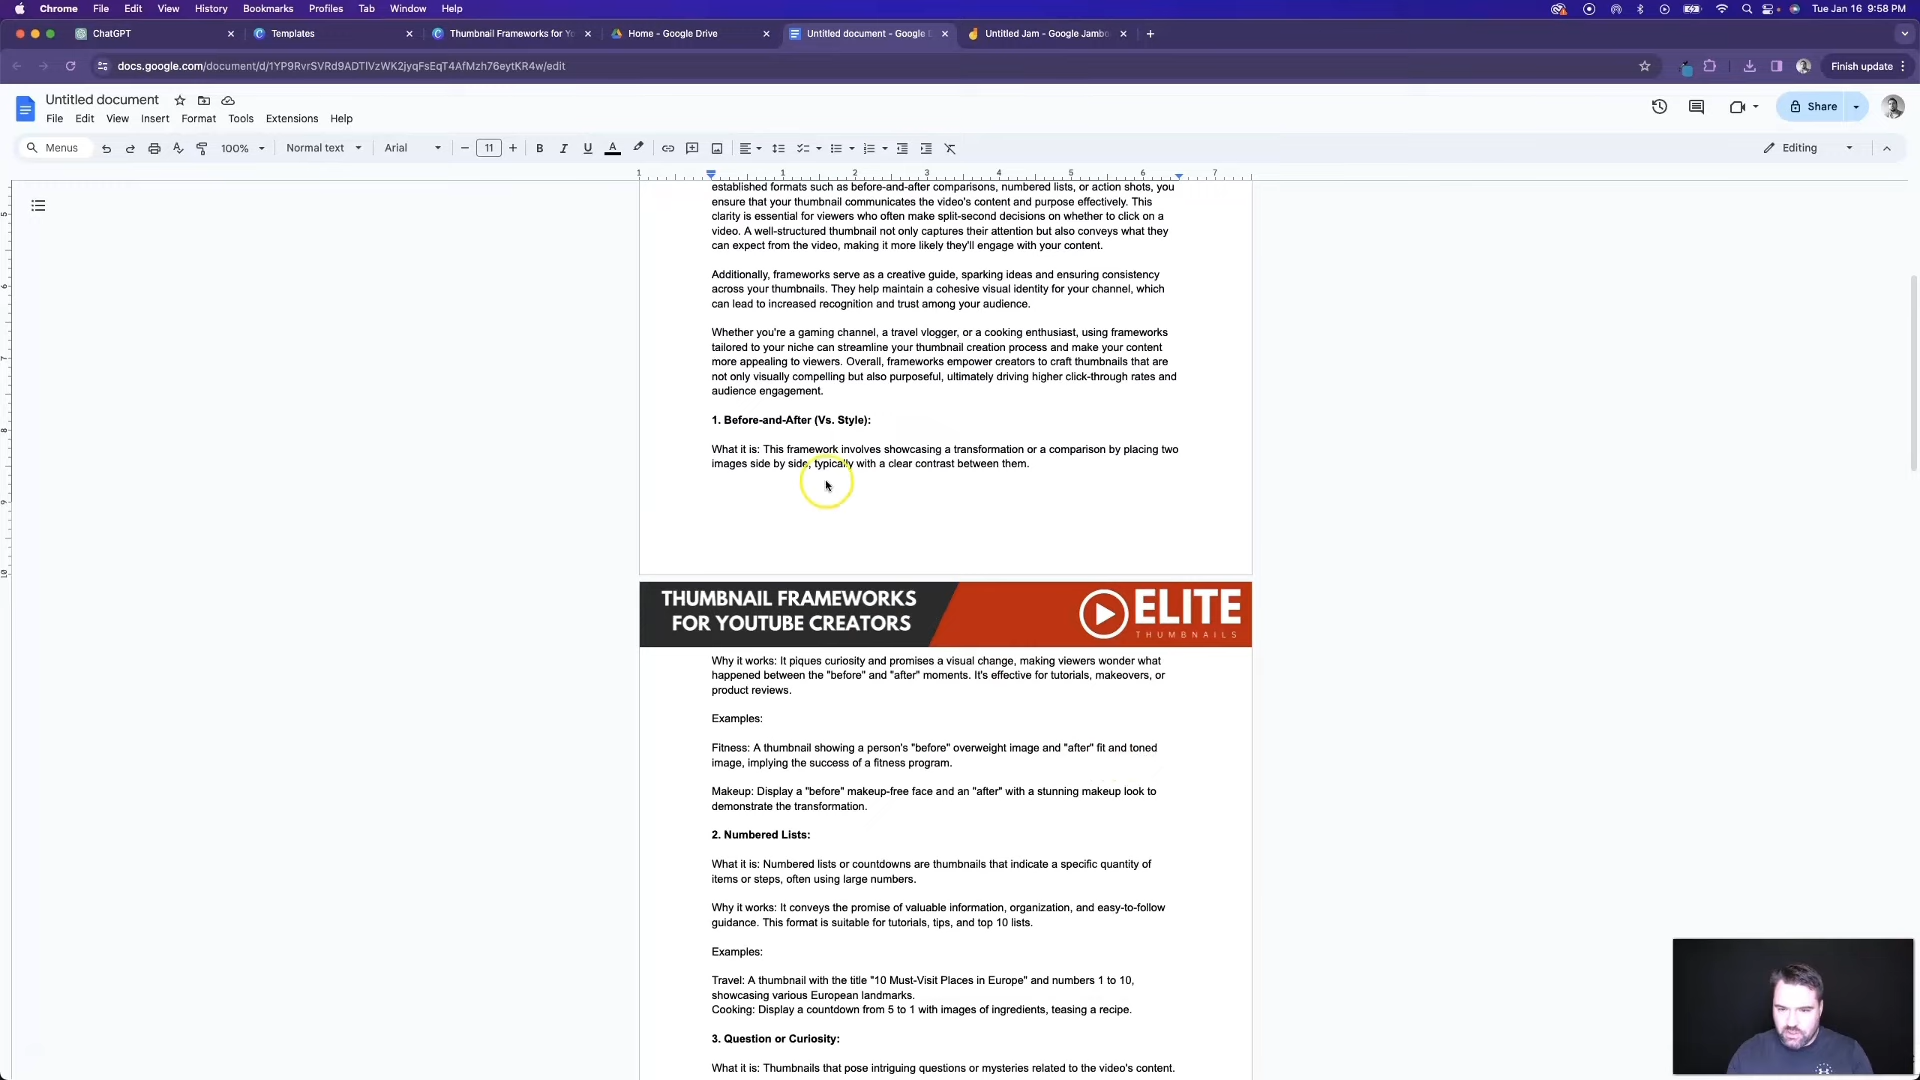 Chrome File Edit View History Bookmarks Profiles Tab Window Help Tue Jan 16 9:58 PM
ChatGPT Templates Thumbnail Frameworks for Yo Home - Google Drive Untitled document - Google D Untitled Jam - Google Jambo
docs.google.com/document/d/1YP9RvrSVRd9ADTIVzWK2jyqFsEqT4AfMzh76eytKR4w/edit Finish update
Untitled document
File Edit View Insert Format Tools Extensions Help Share
Menus 100% Normal text Arial 11 Editing
1 1 2 3 4 5 6 7
established formats such as before-and-after comparisons, numbered lists, or action shots, you
ensure that your thumbnail communicates the video's content and purpose effectively. This
clarity is essential for viewers who often make split-second decisions on whether to click on a
video. A well-structured thumbnail not only captures their attention but also conveys what they
can expect from the video, making it more likely they'll engage with your content.
Additionally, frameworks serve as a creative guide, sparking ideas and ensuring consistency
across your thumbnails. They help maintain a cohesive visual identity for your channel, which
can lead to increased recognition and trust among your audience.
Whether you're a gaming channel, a travel vlogger, or a cooking enthusiast, using frameworks
tailored to your niche can streamline your thumbnail creation process and make your content
more appealing to viewers. Overall, frameworks empower creators to craft thumbnails that are
not only visually compelling but also purposeful, ultimately driving higher click-through rates and
audience engagement.
1. Before-and-After (Vs. Style):
What it is: This framework involves showcasing a transformation or a comparison by placing two
images side by side, typically with a clear contrast between them.
THUMBNAIL FRAMEWORKS
FOR YOUTUBE CREATORS
ELITE
THUMBNAILS
Why it works: It piques curiosity and promises a visual change, making viewers wonder what
happened between the "before" and "after" moments. It's effective for tutorials, makeovers, or
product reviews.
Examples:
Fitness: A thumbnail showing a person's "before" overweight image and "after" fit and toned
image, implying the success of a fitness program.
Makeup: Display a "before" makeup-free face and an "after" with a stunning makeup look to
demonstrate the transformation.
2. Numbered Lists:
What it is: Numbered lists or countdowns are thumbnails that indicate a specific quantity of
items or steps, often using large numbers.
Why it works: It conveys the promise of valuable information, organization, and easy-to-follow
guidance. This format is suitable for tutorials, tips, and top 10 lists.
Examples:
Travel: A thumbnail with the title "10 Must-Visit Places in Europe" and numbers 1 to 10,
showcasing various European landmarks.
Cooking: Display a countdown from 5 to 1 with images of ingredients, teasing a recipe.
3. Question or Curiosity:
What it is: Thumbnails that pose intriguing questions or mysteries related to the video's content.